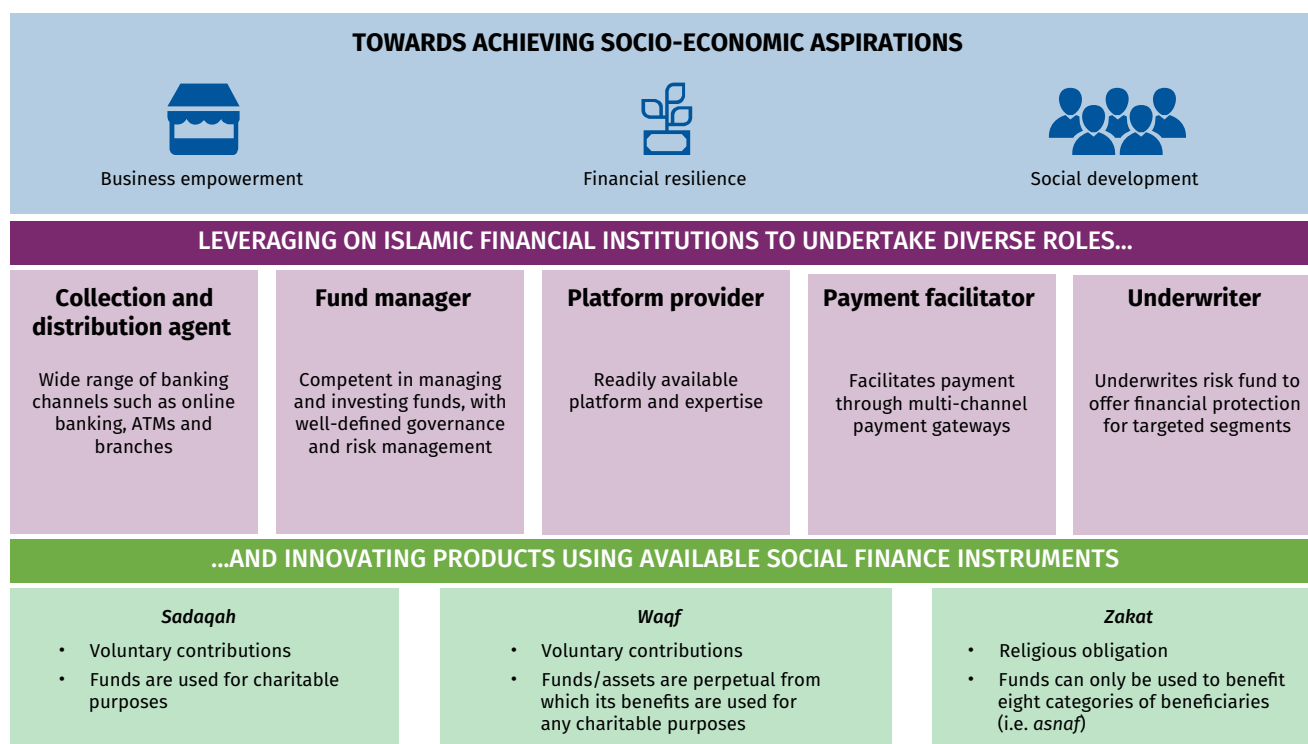 TOWARDS ACHIEVING SOCIO-ECONOMIC ASPIRATIONS
Business empowerment
Financial resilience
Social development
LEVERAGING ON ISLAMIC FINANCIAL INSTITUTIONS TO UNDERTAKE DIVERSE ROLES...
Collection and
distribution agent
Wide range of banking
channels such as online
banking, ATMs and
branches
Fund manager
Competent in managing
and investing funds, with
well-defined governance
and risk management
Platform provider
Readily available
platform and expertise
Payment facilitator
Facilitates payment
through multi-channel
payment gateways
Underwriter
Underwrites risk fund to
offer financial protection
for targeted segments
...AND INNOVATING PRODUCTS USING AVAILABLE SOCIAL FINANCE INSTRUMENTS
Sadaqah
• Voluntary contributions
• Funds are used for charitable
purposes
Waqf
• Voluntary contributions
• Funds/assets are perpetual from
which its benefits are used for
any charitable purposes
Zakat
• Religious obligation
• Funds can only be used to benefit
eight categories of beneficiaries
(i.e. asnaf)